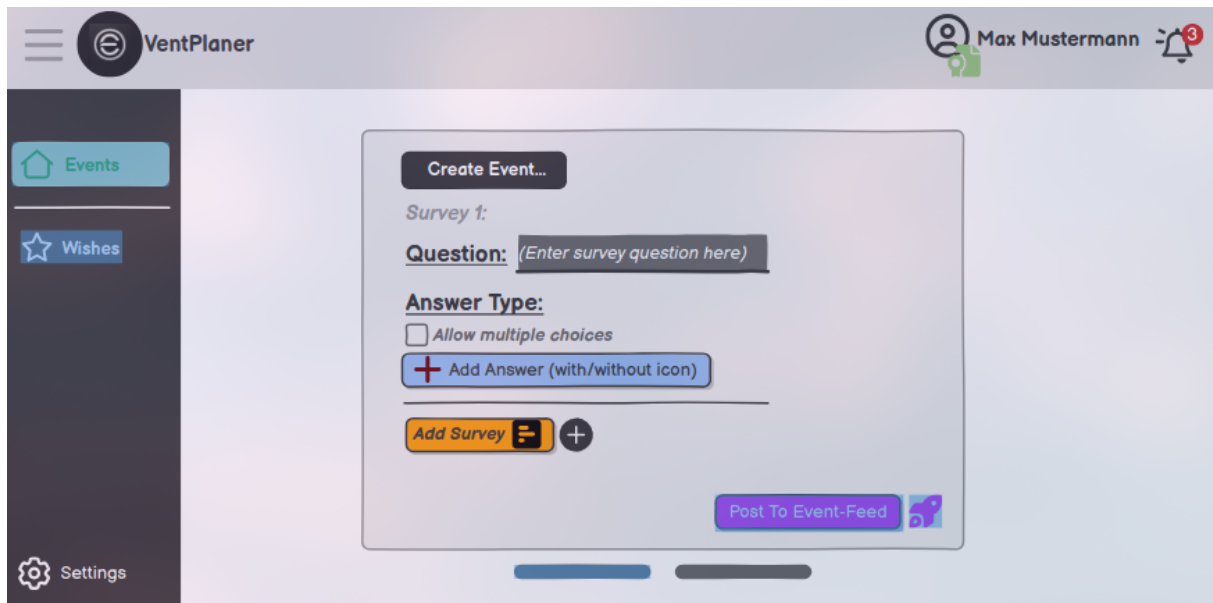 VentPlaner
Max Mustermann
3
Events
Wishes
Settings
Create Event...
Survey 1:
Question: (Enter survey question here)
Answer Type:
Allow multiple choices
Add Answer (with/without icon)
Add Survey
Post To Event-Feed